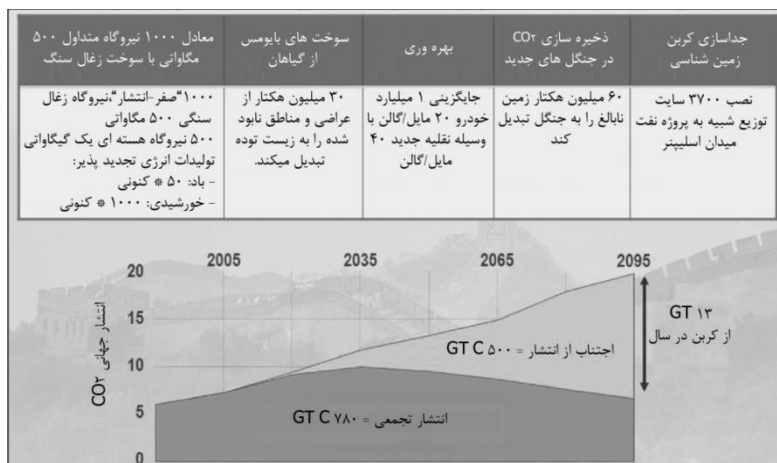 جداسازی کربن
زمین شناسی
ذخیره سازی CO۲
در جنگل های جدید
بهره وری
سوخت های بایومس
از گیاهان
معادل ۱۰۰۰ نیروگاه متداول ۵۰۰
مگاواتی با سوخت زغال سنگ
نصب ۳۷۰۰ سایت
توزیع شبیه به پروژه نفت
میدان اسلیپنر
۶۰ میلیون هکتار زمین
نابالغ را به جنگل تبدیل
کند
جایگزینی ۱ میلیارد
خودرو ۲۰ مایل/گالن با
وسیله نقلیه جدید ۴۰
مایل/گالن
۳۰ میلیون هکتار از
عراضی و مناطق نابود
شده را به زیست توده
تبدیل میکند.
۱۰۰۰"صفر-انتشار"،نیروگاه زغال
سنگی ۵۰۰ مگاواتی
۵۰۰ نیروگاه هسته ای یک گیگاواتی
تولیدات انرژی تجدید پذیر:
- باد: ۵۰ * کنونی
- خورشیدی: ۱۰۰۰ * کنونی
2005 2035 2065 2095
20
15
10
5
0
انتشار جهانی CO۲
اجتناب از انتشار = ۵۰۰ GT C
انتشار تجمعی = ۷۸۰ GT C
۱۳ GT
از کربن در سال